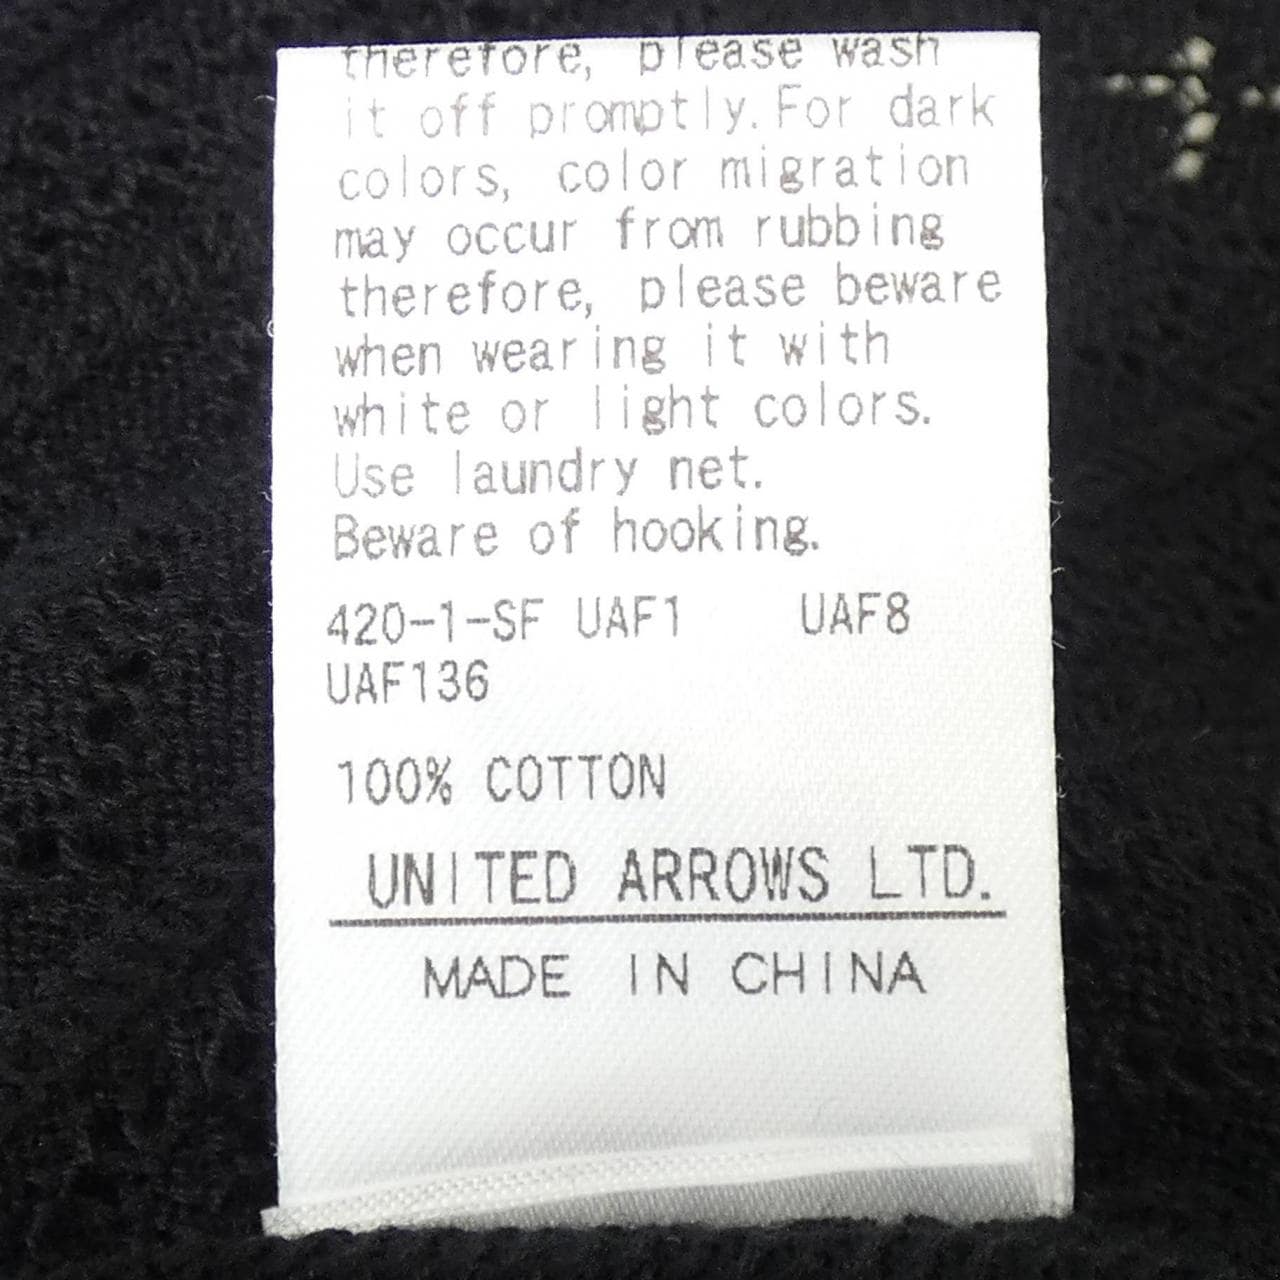 therefore, please wash
it off promptly. For dark
colors, color migration
may occur from rubbing
therefore, please beware
when wearing it with
white or light colors.
Use laundry net.
Beware of hooking.
420-1-SF UAF1 UAF8
UAF136
100% COTTON
UNITED ARROWS LTD.
MADE IN CHINA